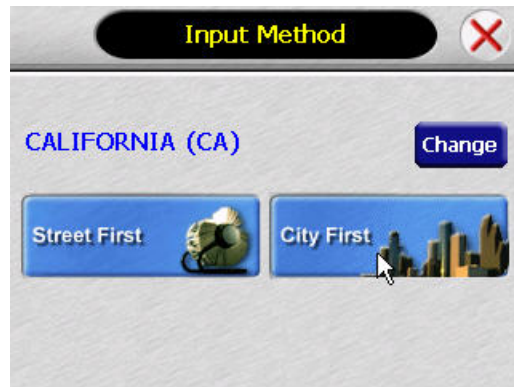 Input Method
CALIFORNIA (CA)
Change
Street First
City First